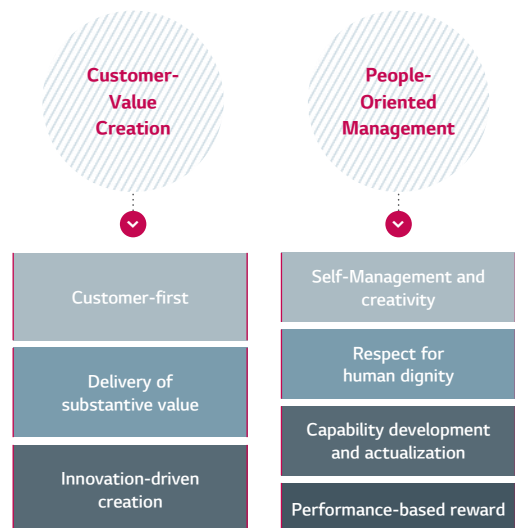 Customer-
Value
Creation
Customer-first
Delivery of
substantive value
Innovation-driven
creation
People-
Oriented
Management
Self-Management and
creativity
Respect for
human dignity
Capability development
and actualization
Performance-based reward